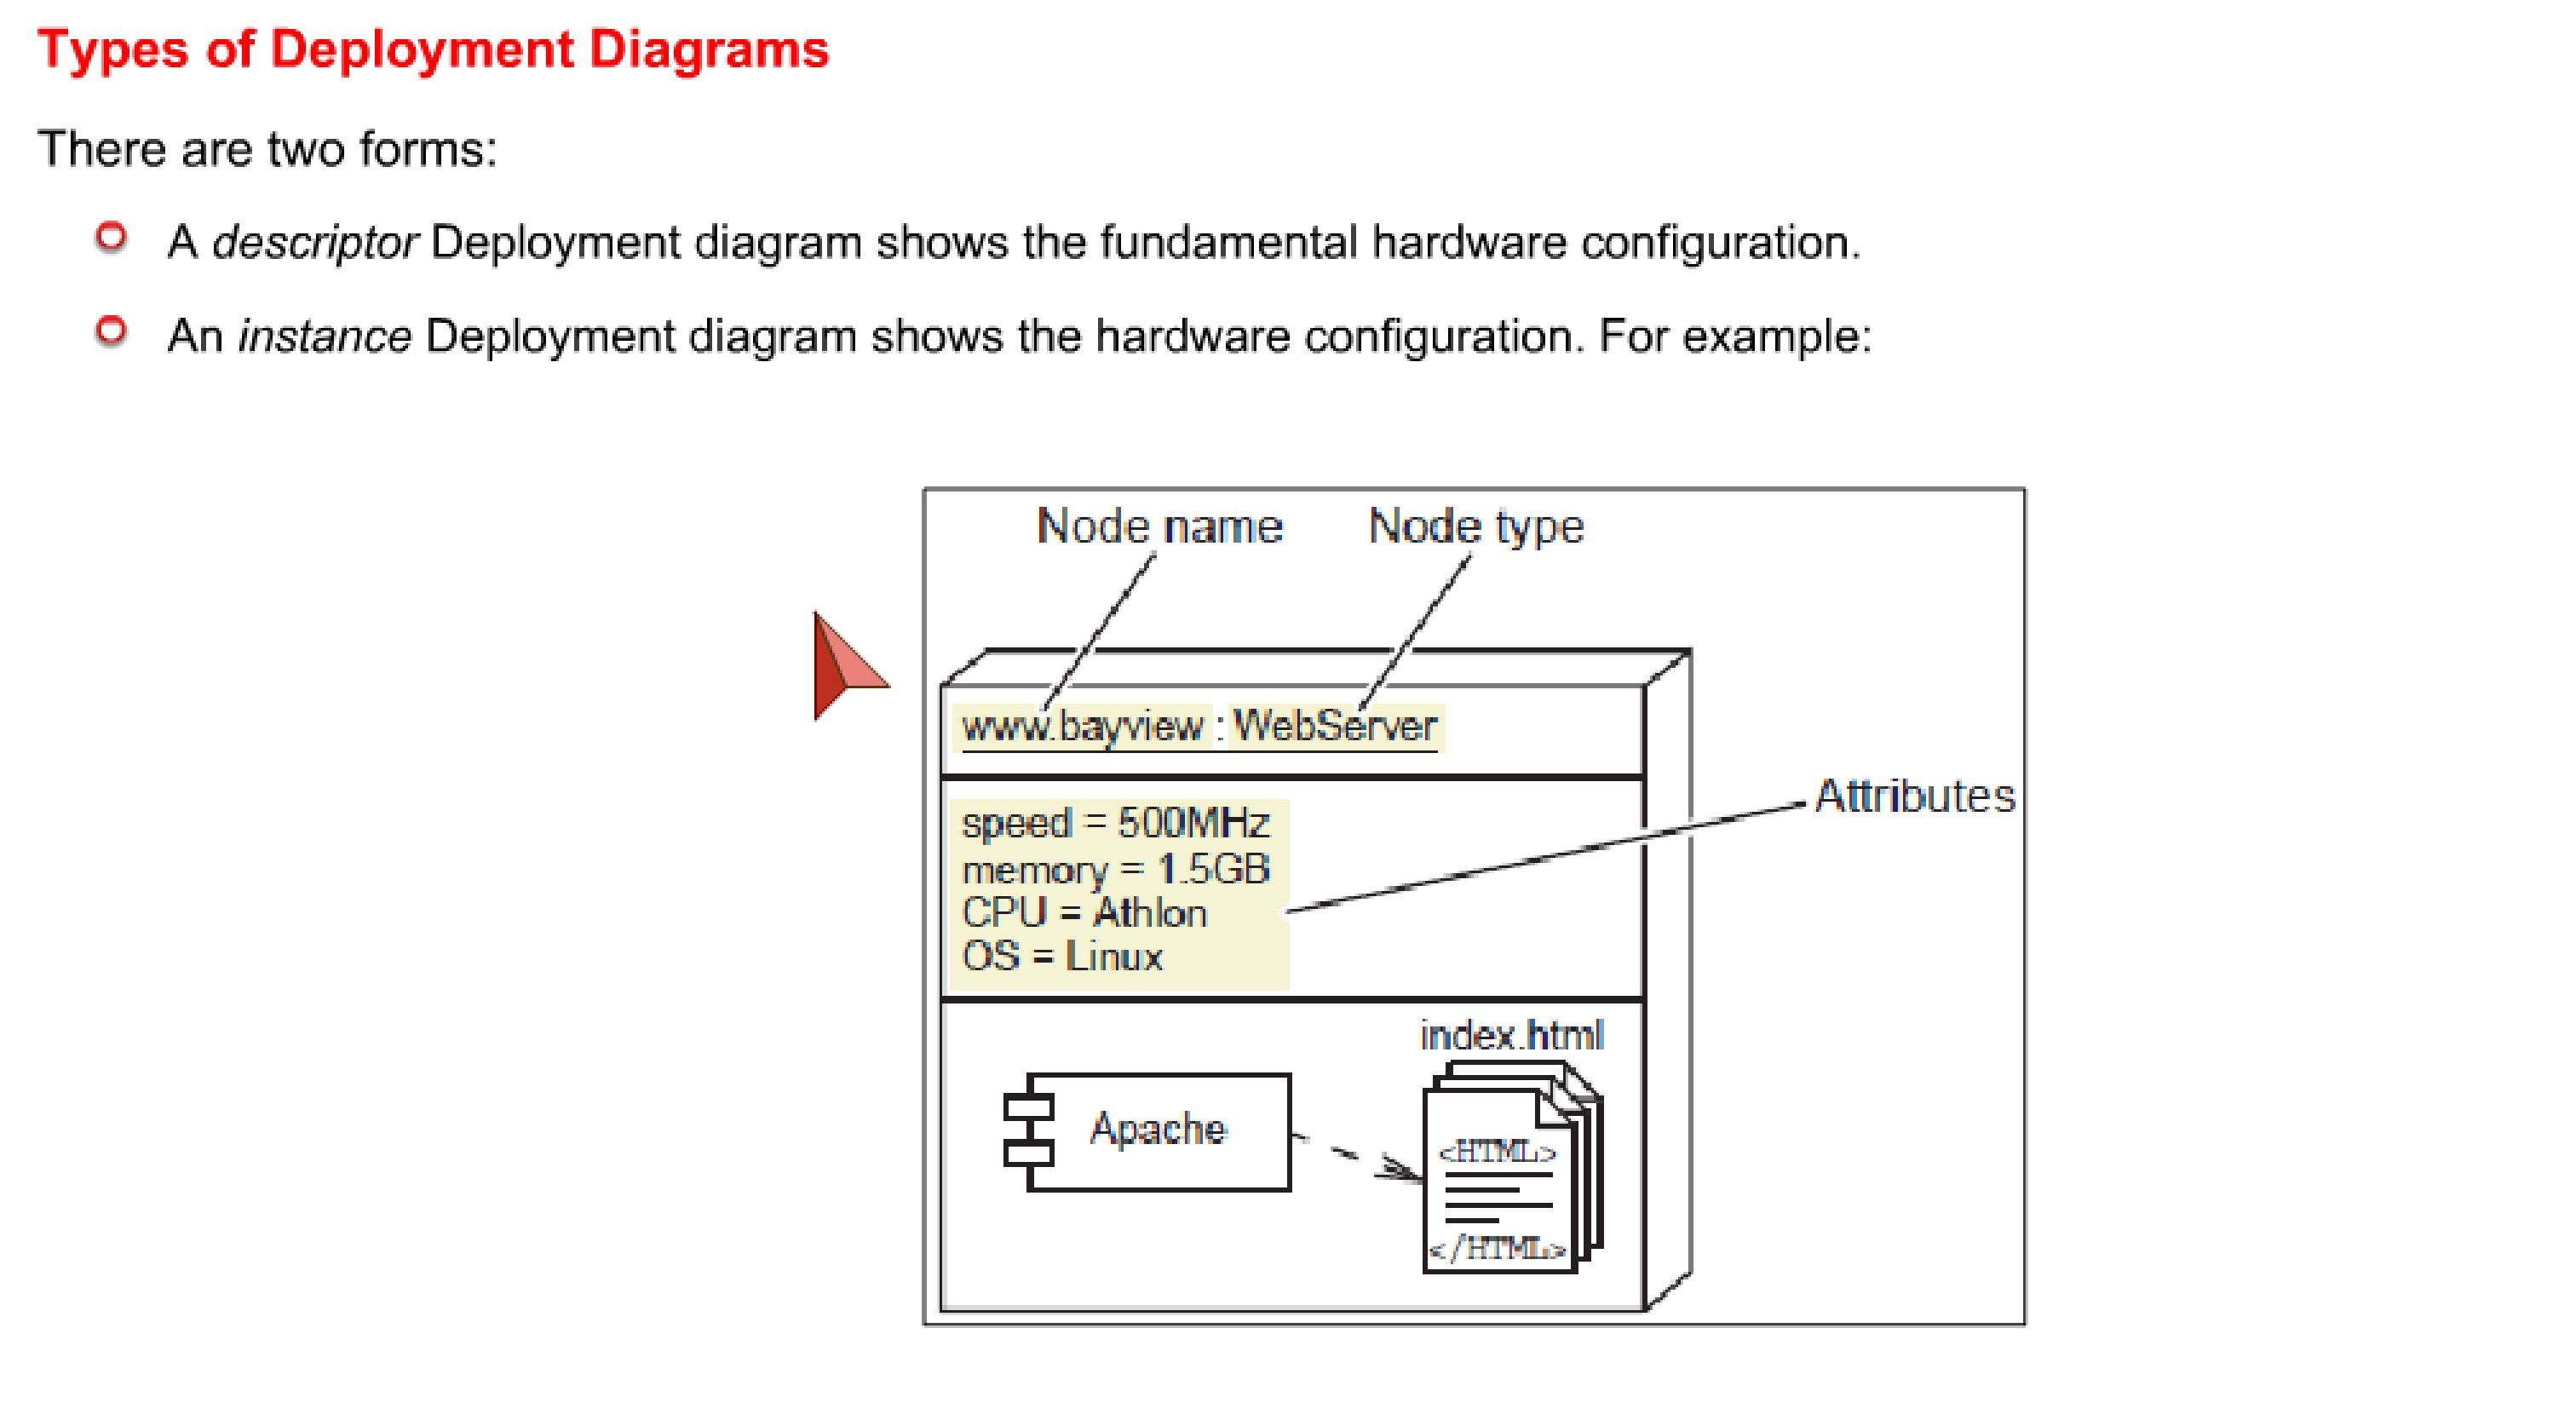 Types of Deployment Diagrams
There are two forms:
A descriptor Deployment diagram shows the fundamental hardware configuration.
An instance Deployment diagram shows the hardware configuration. For example:
Node name Node type
www.bayview : WebServer
Attributes
speed = 500MHz
memory = 1.5GB
CPU = Athlon
OS = Linux
index.html
Apache
<HTML>
</HTML>